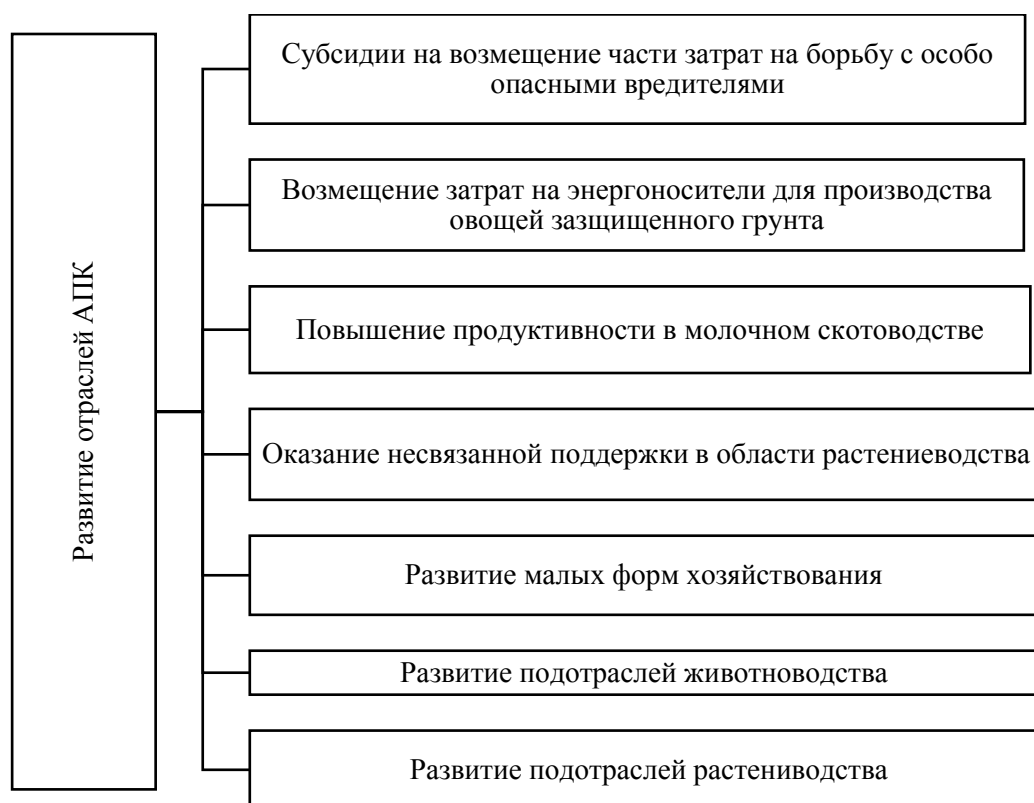 Развитие отраслей АПК
Субсидии на возмещение части затрат на борьбу с особо
опасными вредителями
Возмещение затрат на энергоносители для производства
овощей зазщищенного грунта
Повышение продуктивности в молочном скотоводстве
Оказание несвязанной поддержки в области растениеводства
Развитие малых форм хозяйствования
Развитие подотраслей животноводства
Развитие подотраслей растениводства